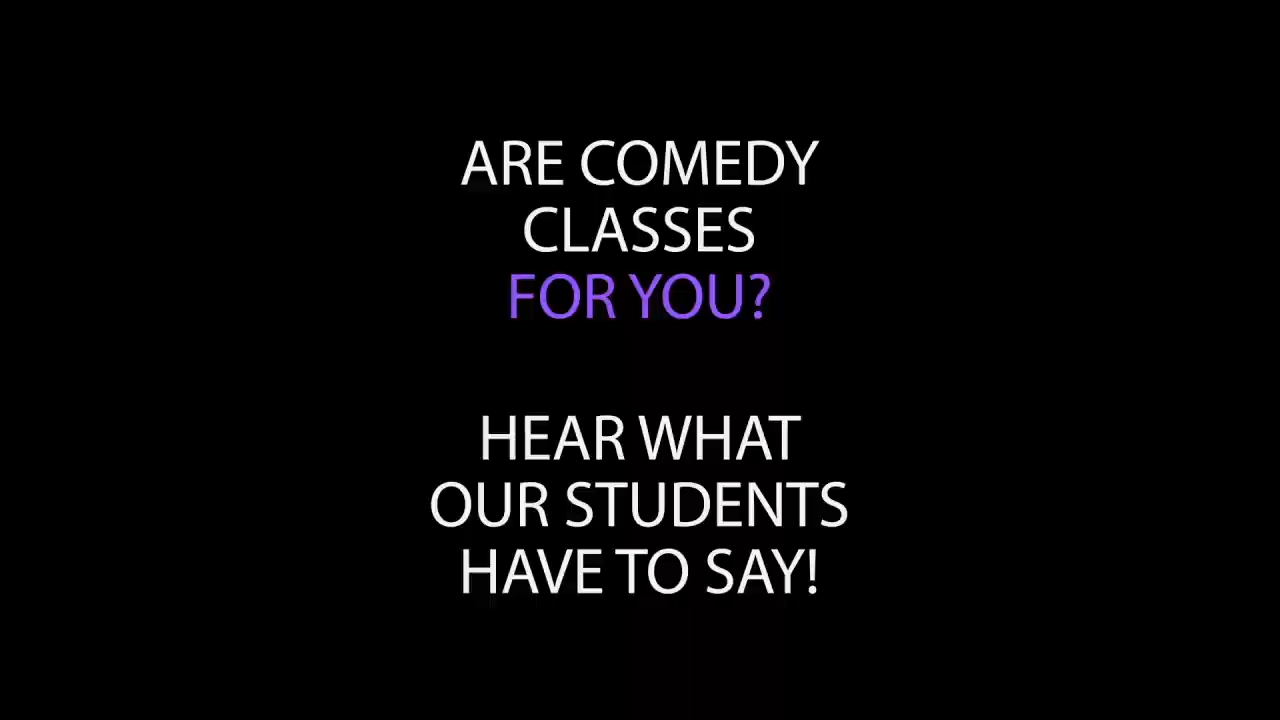 ARE COMEDY
CLASSES
FOR YOU?
HEAR WHAT
OUR STUDENTS
HAVE TO SAY!